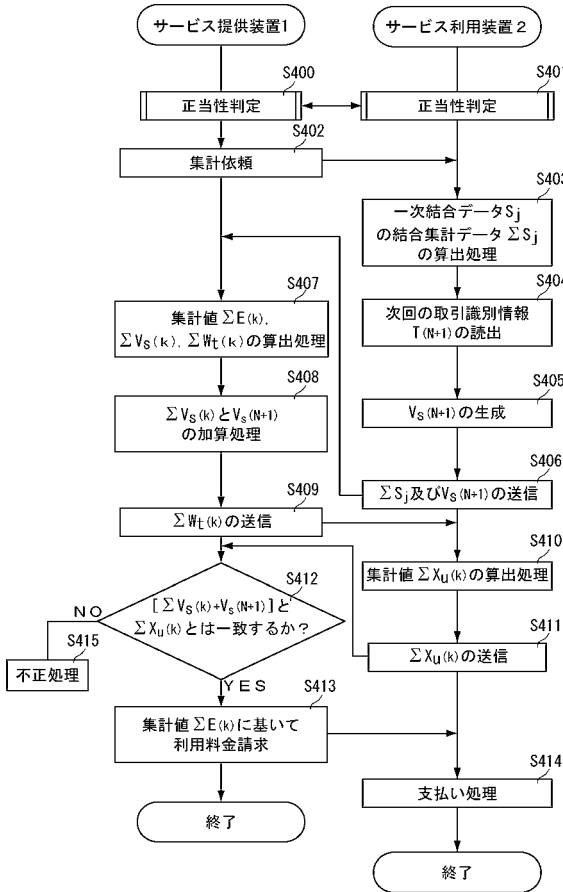 サービス提供装置1
サービス利用装置2
S400
正当性判定
S401
正当性判定
S402
集計依頼
S403
一次結合データSj
の結合集計データΣSj
の算出処理
S404
次回の取引識別情報
T(N+1)の読出
S405
Vs(N+1)の生成
S406
ΣSj及びVs(N+1)の送信
S407
集計値ΣE(k),
ΣVs(k), ΣWt(k)の算出処理
S408
ΣVs(k)とVs(N+1)
の加算処理
S409
ΣWt(k)の送信
S410
集計値ΣXu(k)の算出処理
S411
ΣXu(k)の送信
S412
[ΣVs(k)+Vs(N+1)]と
ΣXu(k)とは一致するか?
NO
S415
不正処理
YES
S413
集計値ΣE(k)に基いて
利用料金請求
S414
支払い処理
終了
終了